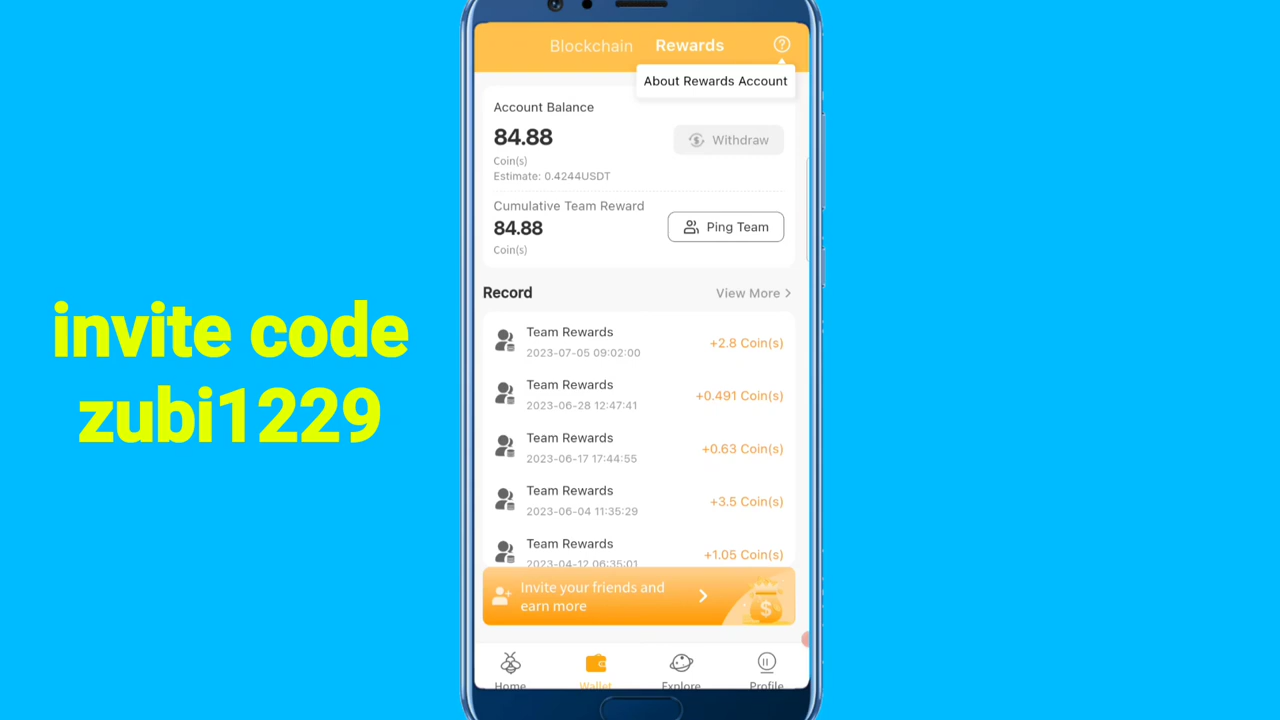 Blockchain Rewards
About Rewards Account
Account Balance
84.88
Withdraw
Coin(s)
Estimate: 0.4244USDT
Cumulative Team Reward
84.88
Ping Team
Coin(s)
Record
View More
Team Rewards
2023-07-05 09:02:00
+2.8 Coin(s)
Team Rewards
2023-06-28 12:47:41
+0.491 Coin(s)
Team Rewards
2023-06-17 17:44:55
+0.63 Coin(s)
Team Rewards
2023-06-04 11:35:29
+3.5 Coin(s)
Team Rewards
2023-04-12 06:35:01
+1.05 Coin(s)
Invite your friends and
earn more
Home Wallet Explore Profile
invite code
zubi1229